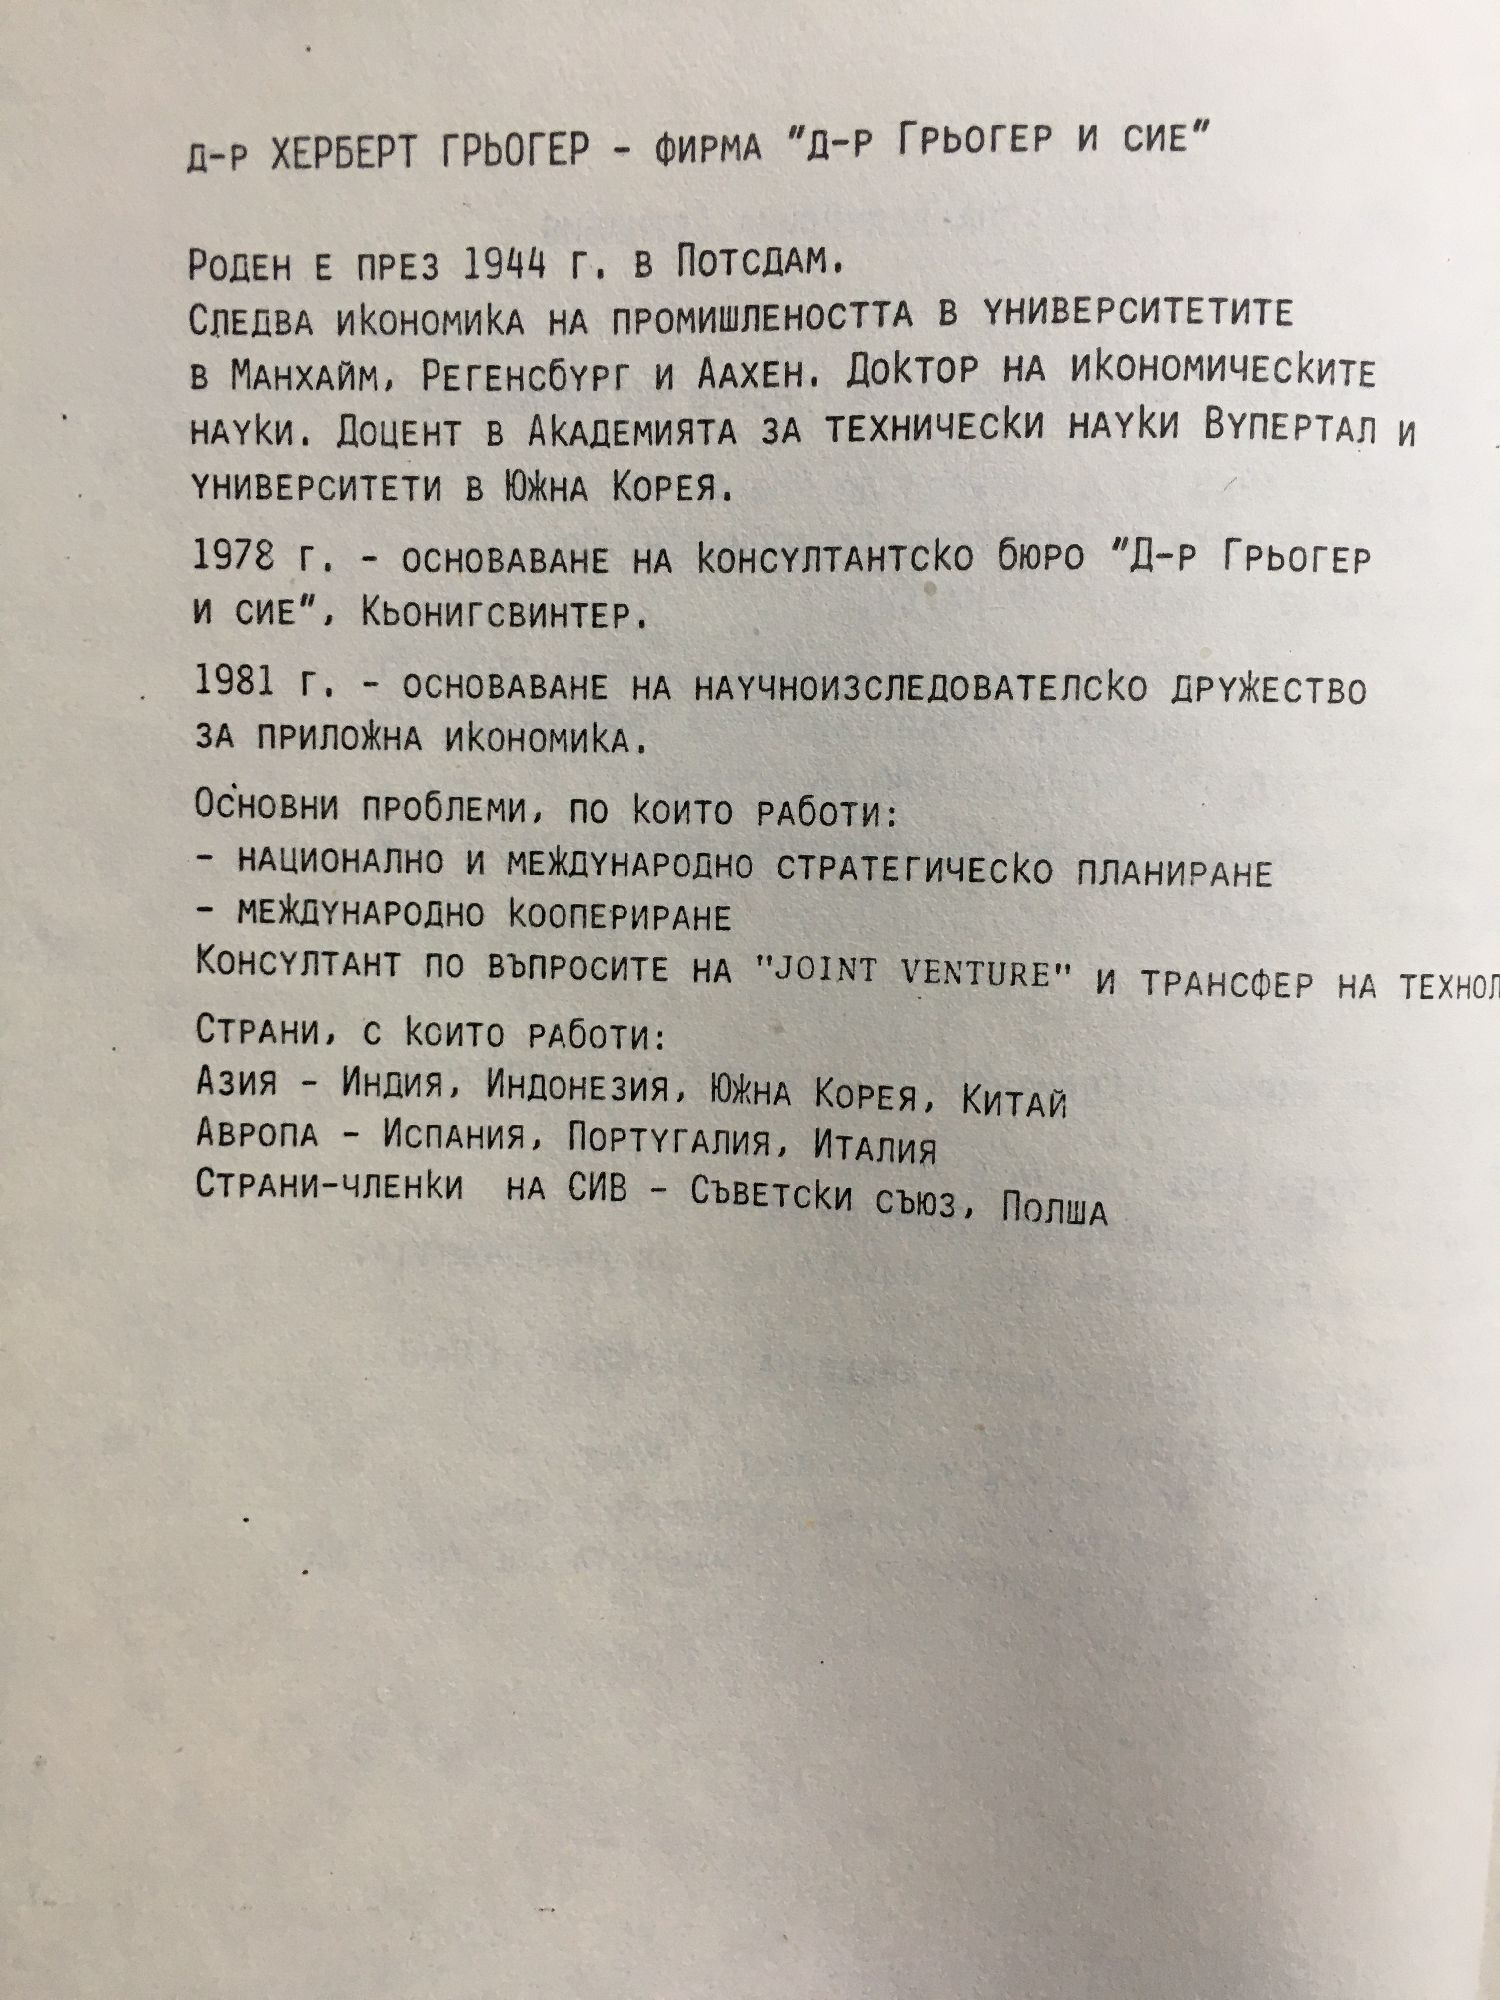 д-р ХЕРБЕРТ ГРЬОГЕР - фирма "д-р Грьогер и сие"
Роден е през 1944 г. в Потсдам.
Следва икономика на промишлеността в университетите
в Манхайм, Регенсбург и Аахен. Доктор на икономическите
науки. Доцент в Академията за технически науки Вупертал и
университети в Южна Корея.
1978 г. - основаване на консултантско бюро "Д-р Грьогер
и сие", Кьонигсвинтер.
1981 г. - основаване на научноизследователско дружество
за приложна икономика.
Основни проблеми, по които работи:
- национално и международно стратегическо планиране
- международно коопериране
Консултант по въпросите на "JOINT VENTURE" и трансфер на технол
Страни, с които работи:
Азия - Индия, Индонезия, Южна Корея, Китай
Авропа - Испания, Португалия, Италия
Страни-членки на СИВ - Съветски съюз, Полша